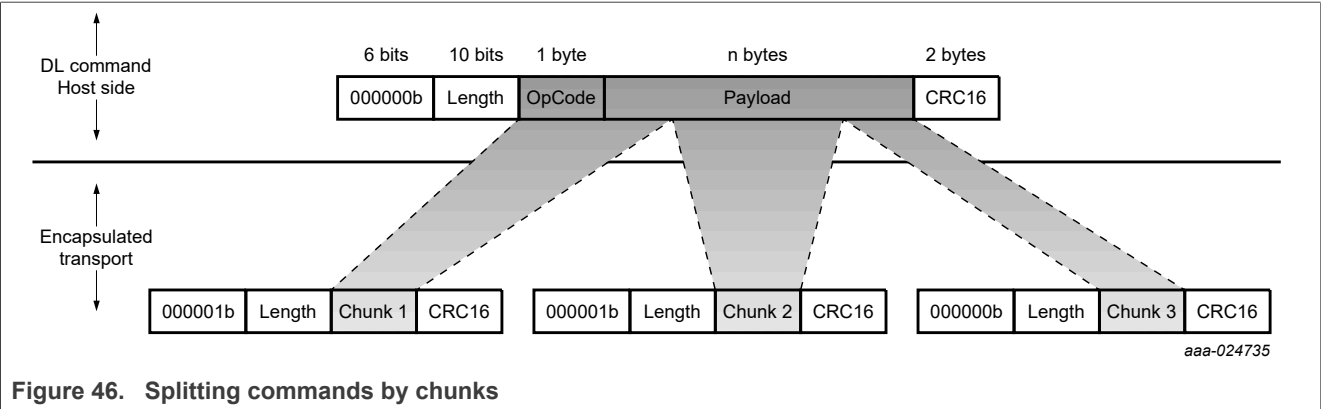 DL command
Host side
6 bits 10 bits 1 byte n bytes 2 bytes
000000b Length OpCode Payload CRC16
Encapsulated
transport
000001b Length Chunk 1 CRC16 000001b Length Chunk 2 CRC16 000000b Length Chunk 3 CRC16
aaa-024735
Figure 46. Splitting commands by chunks